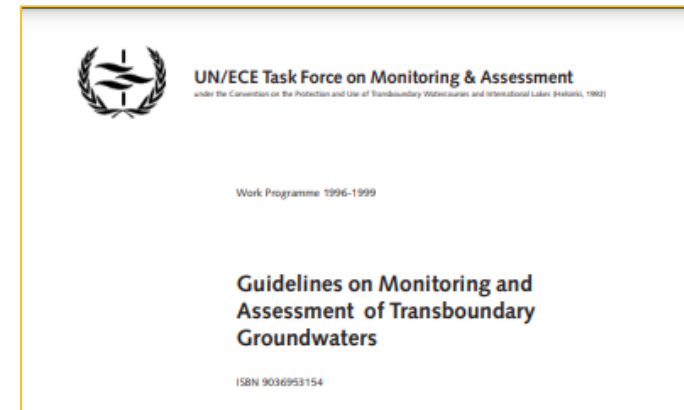 UN/ECE Task Force on Monitoring & Assessment
under the Convention on the Protection and Use of Transboundary Watercourses and International Lakes (Helsinki, 1992)
Work Programme 1996-1999
Guidelines on Monitoring and
Assessment of Transboundary
Groundwaters
ISBN 9036953154